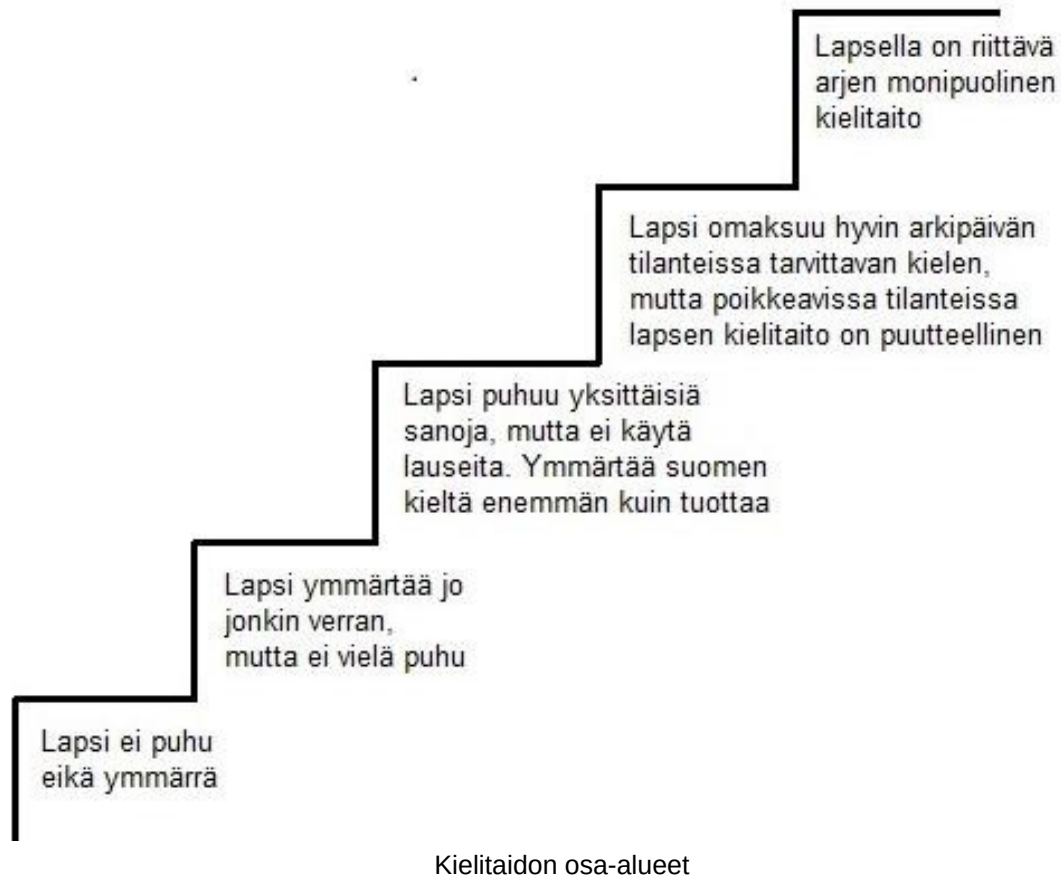 Lapsella on riittävä
arjen monipuolinen
kielitaito
Lapsi omaksuu hyvin arkipäivän
tilanteissa tarvittavan kielen,
mutta poikkeavissa tilanteissa
lapsen kielitaito on puutteellinen
Lapsi puhuu yksittäisiä
sanoja, mutta ei käytä
lauseita. Ymmärtää suomen
kieltä enemmän kuin tuottaa
Lapsi ymmärtää jo
jonkin verran,
mutta ei vielä puhu
Lapsi ei puhu
eikä ymmärrä
Kielitaidon osa-alueet